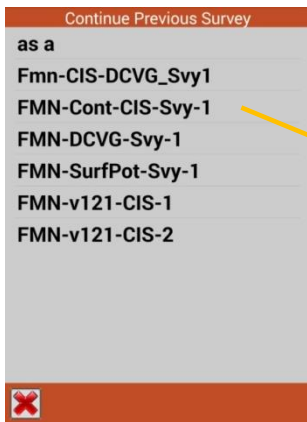 Continue Previous Survey
as a
Fmn-CIS-DCVG_Svy1
FMN-Cont-CIS-Svy-1
FMN-DCVG-Svy-1
FMN-SurfPot-Svy-1
FMN-v121-CIS-1
FMN-v121-CIS-2